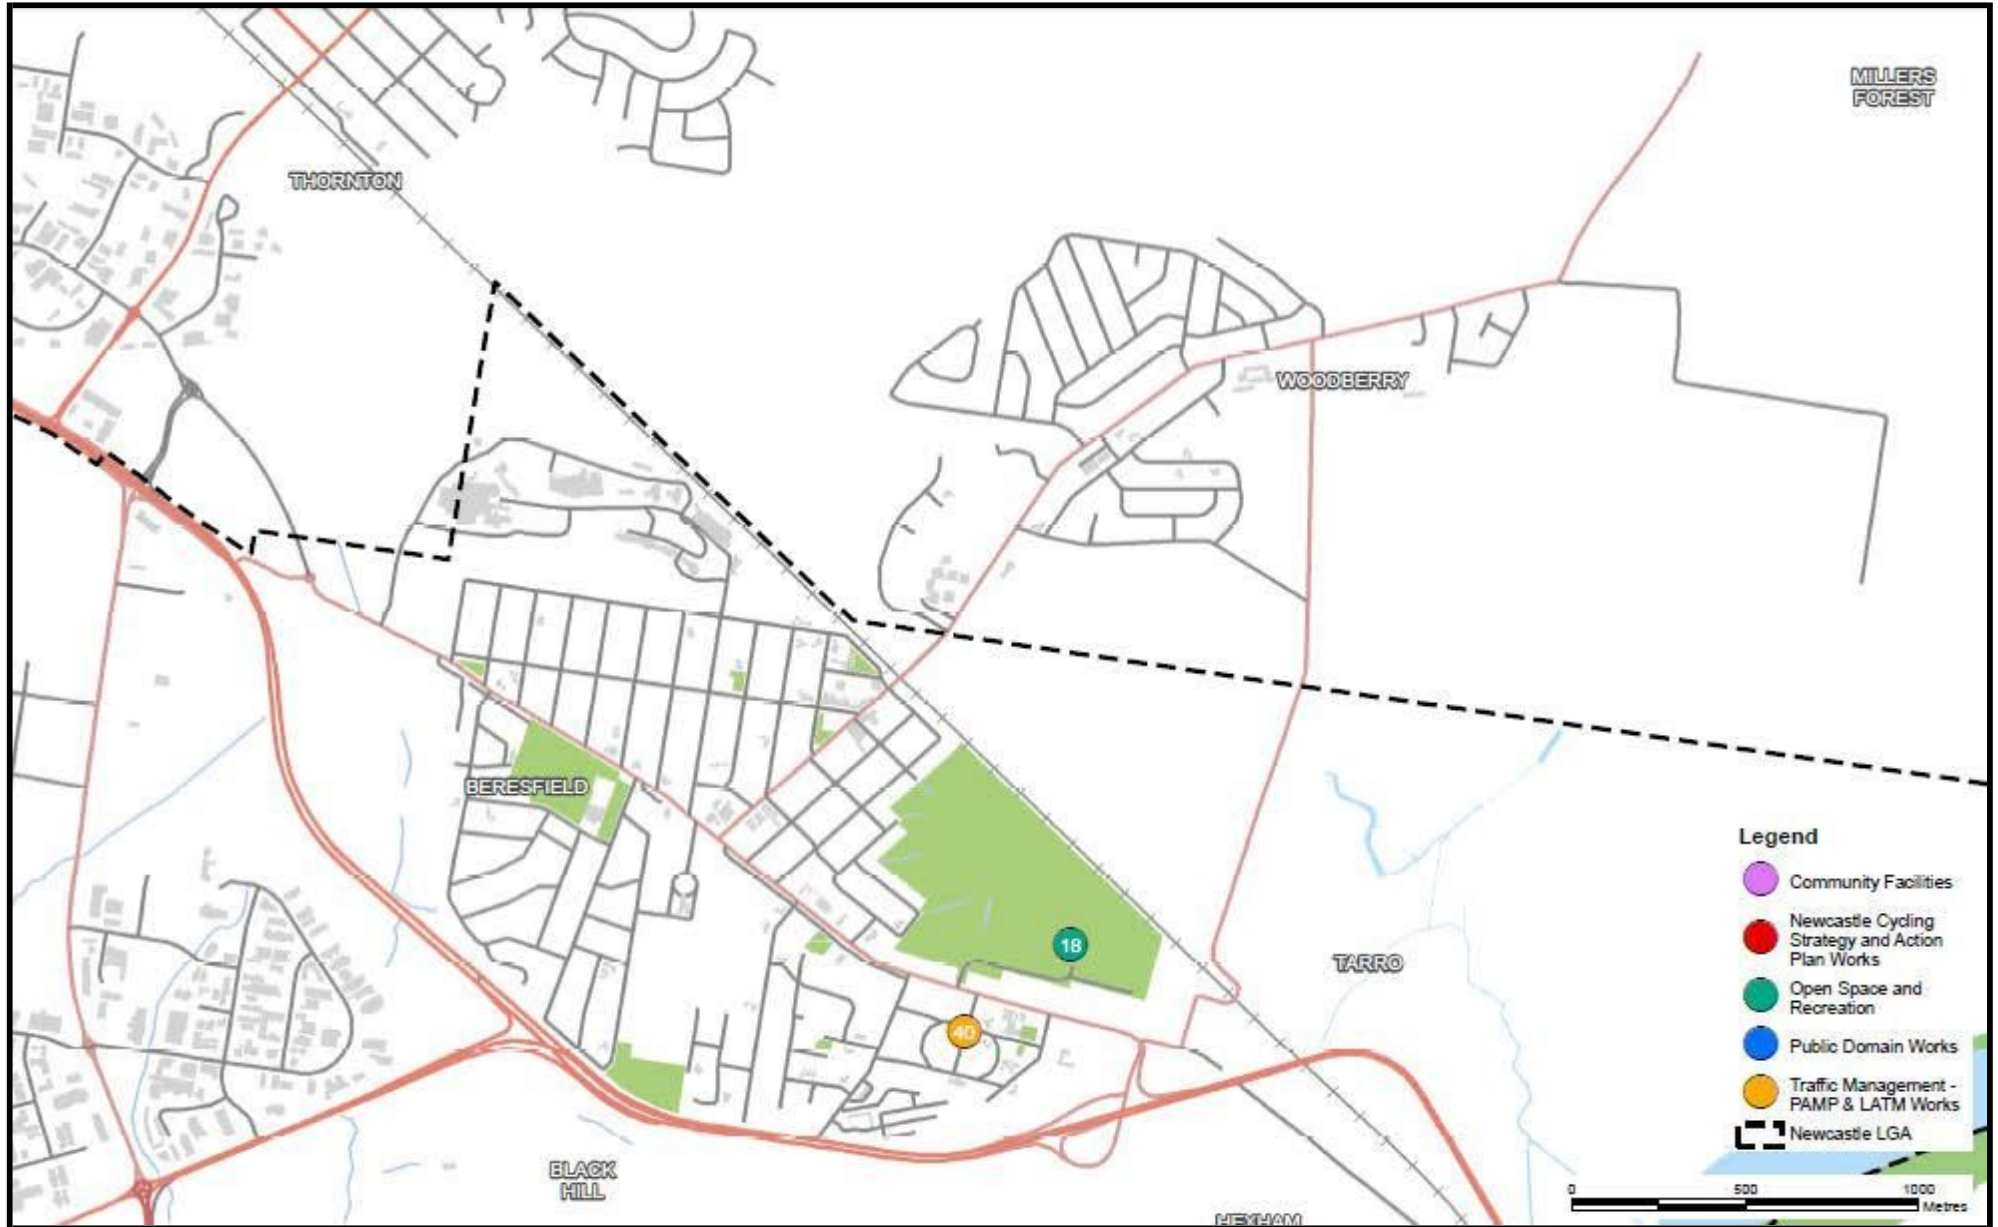 MILLERS
FOREST
THORNTON
WOODBERRY
BERESFIELD
18
TARRO
40
BLACK
HILL
HEXHAM
Legend
Community Facilities
Newcastle Cycling
Strategy and Action
Plan Works
Open Space and
Recreation
Public Domain Works
Traffic Management -
PAMP & LATM Works
Newcastle LGA
0 500 1000
Metres